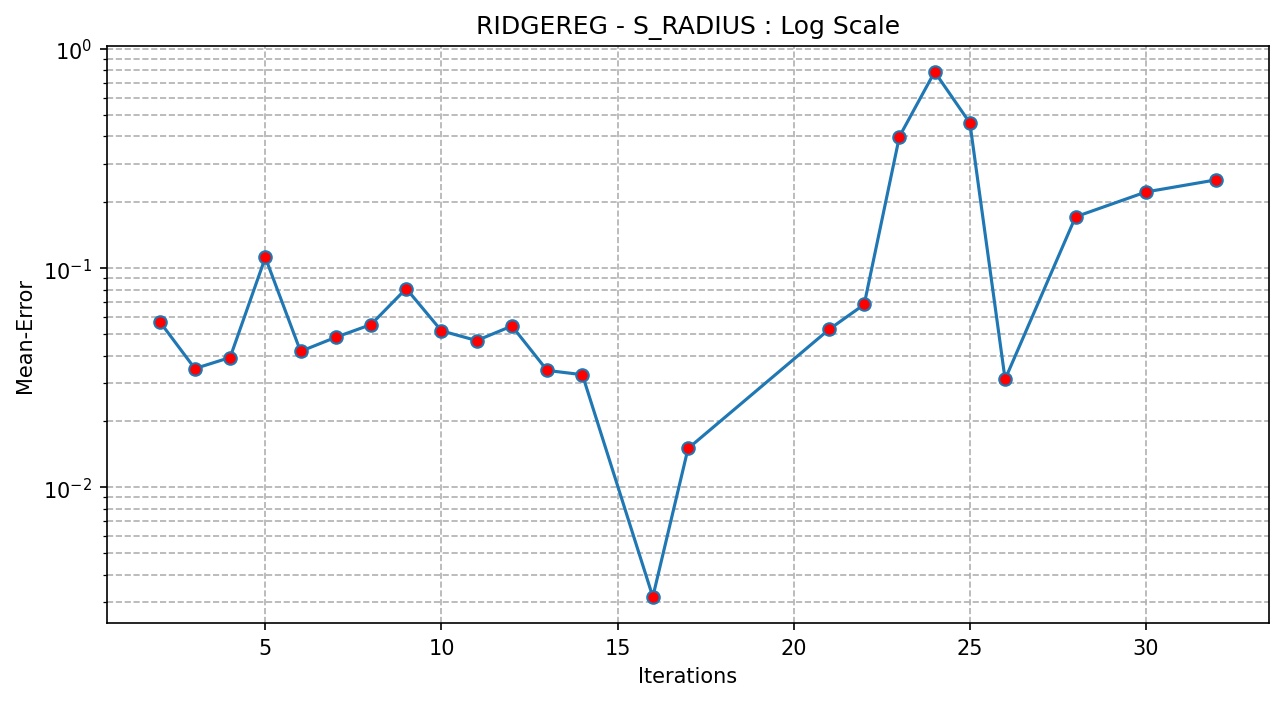 RIDGEREG - S_RADIUS : Log Scale
Mean-Error
10⁰
10⁻¹
10⁻²
5 10 15 20 25 30
Iterations